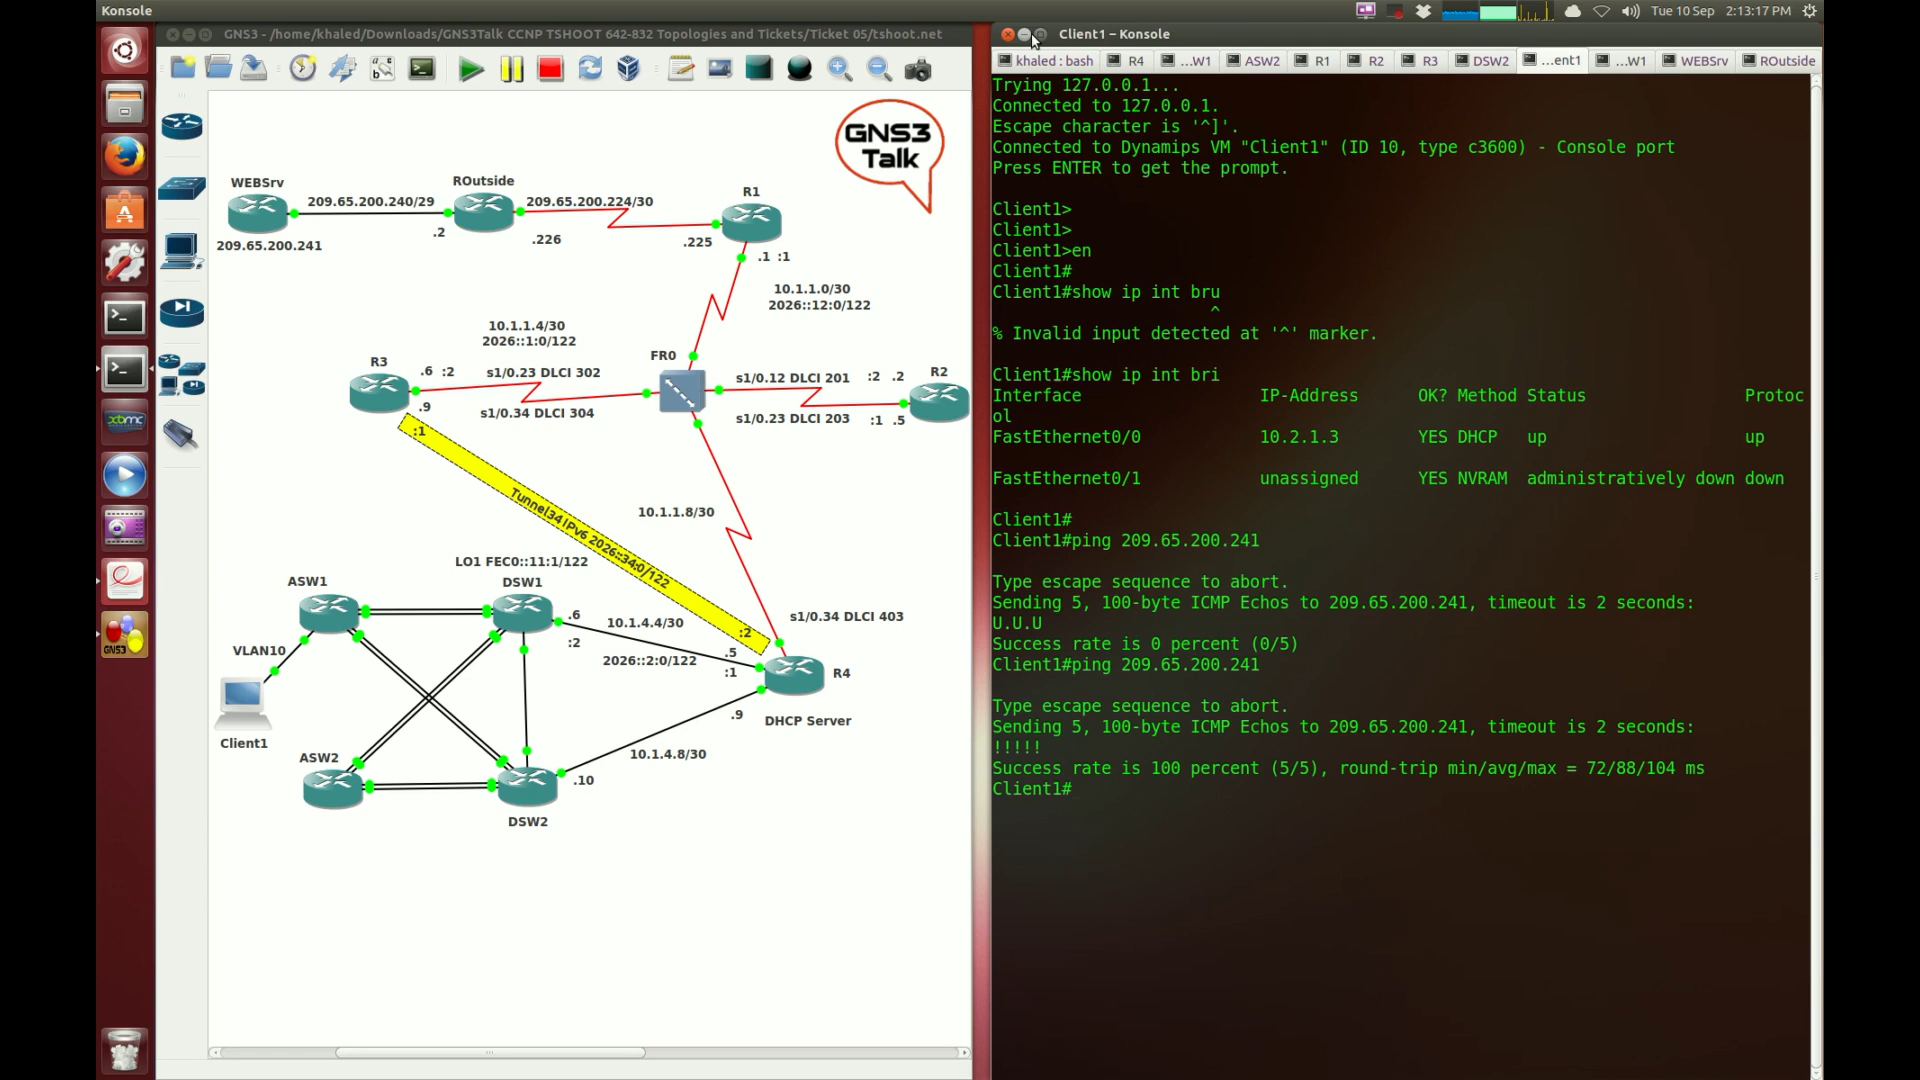 Konsole
Tue 10 Sep 2:13:17 PM
GNS3 - /home/khaled/Downloads/GNS3Talk CCNP TSHOOT 642-832 Topologies and Tickets/Ticket 05/tshoot.net
GNS3
Talk
WEBSrv
209.65.200.240/29
ROutside
209.65.200.224/30
R1
.2
.226
.225
209.65.200.241
.1 :1
10.1.1.0/30
2026::12:0/122
10.1.1.4/30
2026::1:0/122
FR0
R3
.6 :2
s1/0.23 DLCI 302
s1/0.12 DLCI 201
:2 .2
R2
.9
s1/0.34 DLCI 304
s1/0.23 DLCI 203
:1 .5
:1
Tunnel34 IPv6 2026::34:0/122
10.1.1.8/30
LO1 FEC0::11:1/122
ASW1
DSW1
.6
10.1.4.4/30
:2
s1/0.34 DLCI 403
VLAN10
:2
2026::2:0/122
.5
:1
R4
.9
DHCP Server
Client1
ASW2
10.1.4.8/30
.10
DSW2
xbmc
GNS3
Client1 – Konsole
khaled : bash
R4
...W1
ASW2
R1
R2
R3
DSW2
...ent1
...W1
WEBSrv
ROutside
Trying 127.0.0.1...
Connected to 127.0.0.1.
Escape character is '^]'.
Connected to Dynamips VM "Client1" (ID 10, type c3600) - Console port
Press ENTER to get the prompt.
Client1>
Client1>
Client1>en
Client1#
Client1#show ip int bru
^
% Invalid input detected at '^' marker.
Client1#show ip int bri
Interface IP-Address OK? Method Status Protoc
ol
FastEthernet0/0 10.2.1.3 YES DHCP up up
FastEthernet0/1 unassigned YES NVRAM administratively down down
Client1#
Client1#ping 209.65.200.241
Type escape sequence to abort.
Sending 5, 100-byte ICMP Echos to 209.65.200.241, timeout is 2 seconds:
U.U.U
Success rate is 0 percent (0/5)
Client1#ping 209.65.200.241
Type escape sequence to abort.
Sending 5, 100-byte ICMP Echos to 209.65.200.241, timeout is 2 seconds:
!!!!!
Success rate is 100 percent (5/5), round-trip min/avg/max = 72/88/104 ms
Client1#